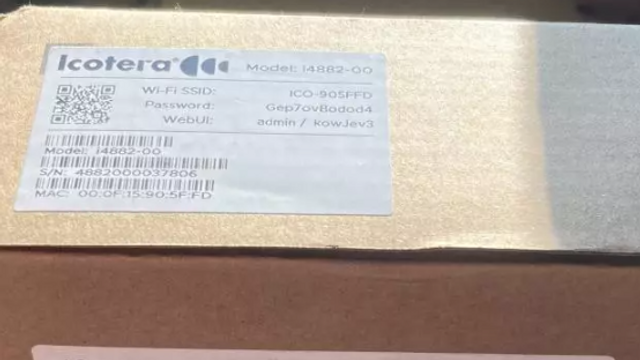 Icotera
Model: i4882-00
Wi-Fi SSID: ICO-905FFD
Password: Gep7ovBodod4
WebUI: admin / kowJev3
Model: i4882-00
S/N: 4882000037806
MAC: 00:0F:15:90:5F:FD